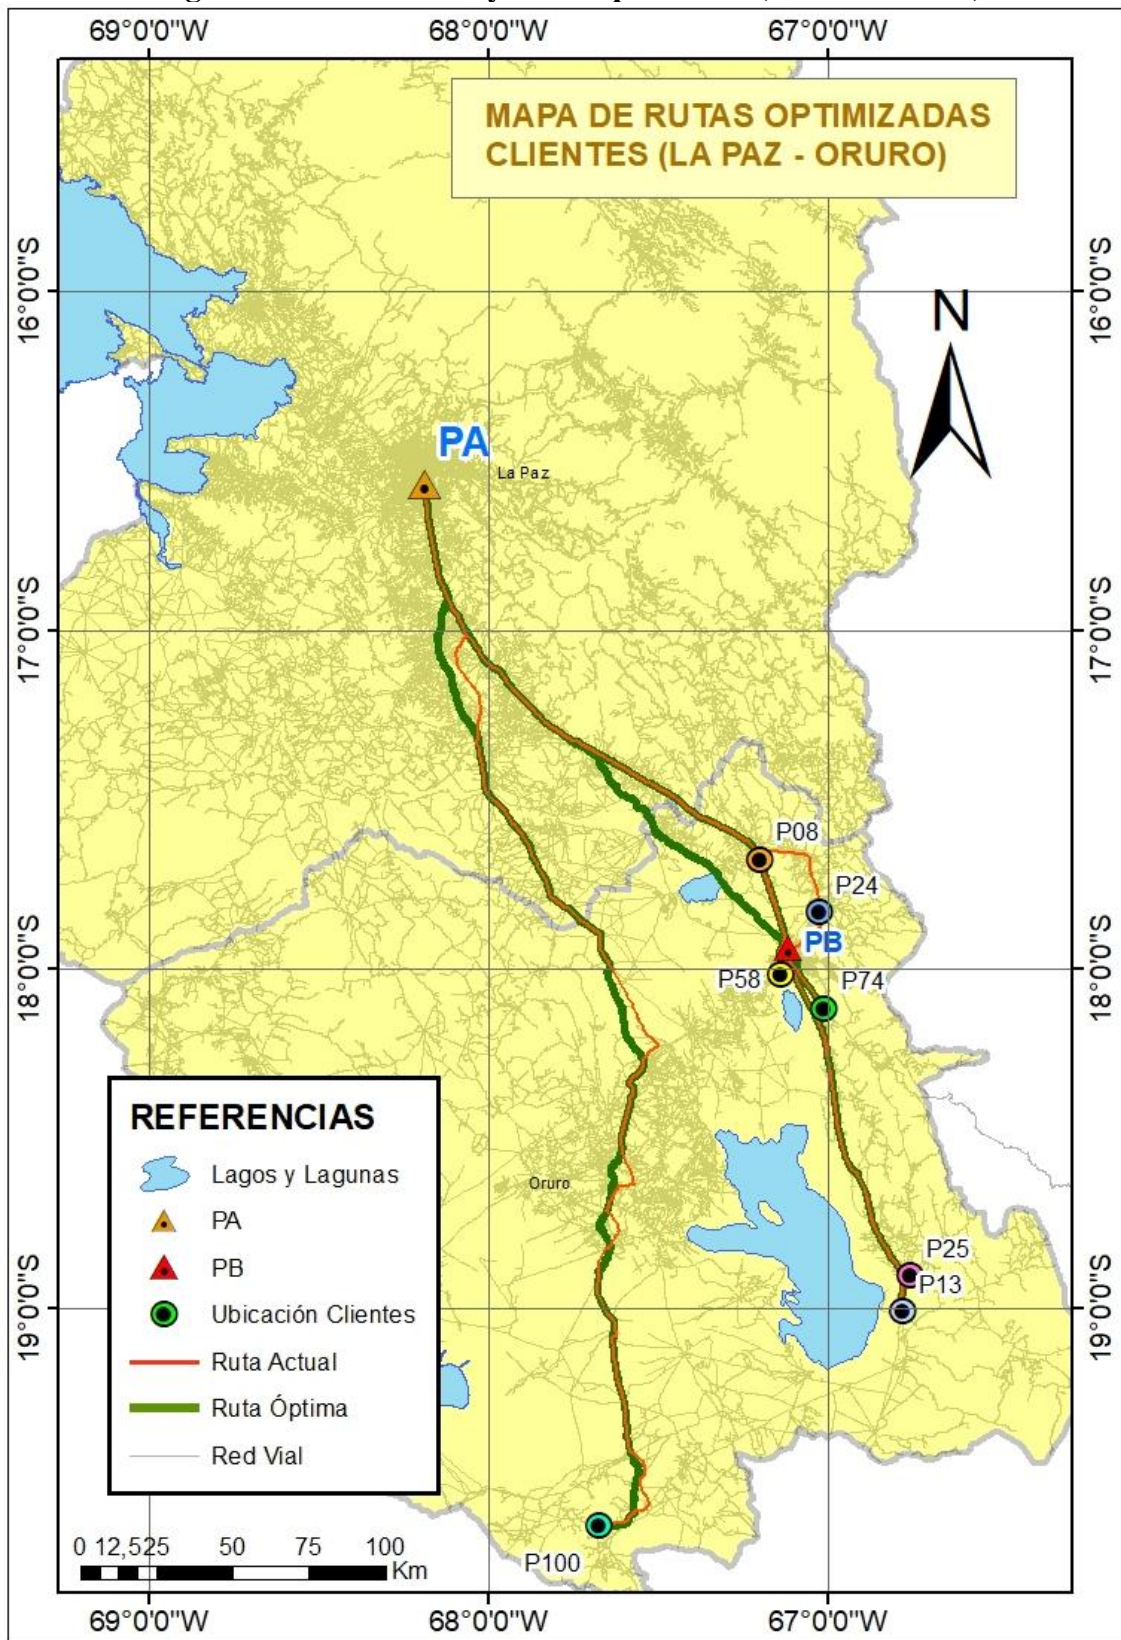 69°0'0"W 68°0'0"W 67°0'0"W
MAPA DE RUTAS OPTIMIZADAS
CLIENTES (LA PAZ - ORURO)
16°0'0"S 16°0'0"S
N
PA
La Paz
17°0'0"S 17°0'0"S
P08
P24
PB
P58 P74
18°0'0"S 18°0'0"S
Oruro
P25
P13
19°0'0"S 19°0'0"S
REFERENCIAS
Lagos y Lagunas
PA
PB
Ubicación Clientes
Ruta Actual
Ruta Óptima
Red Vial
P100
0 12,525 50 75 100
Km
69°0'0"W 68°0'0"W 67°0'0"W